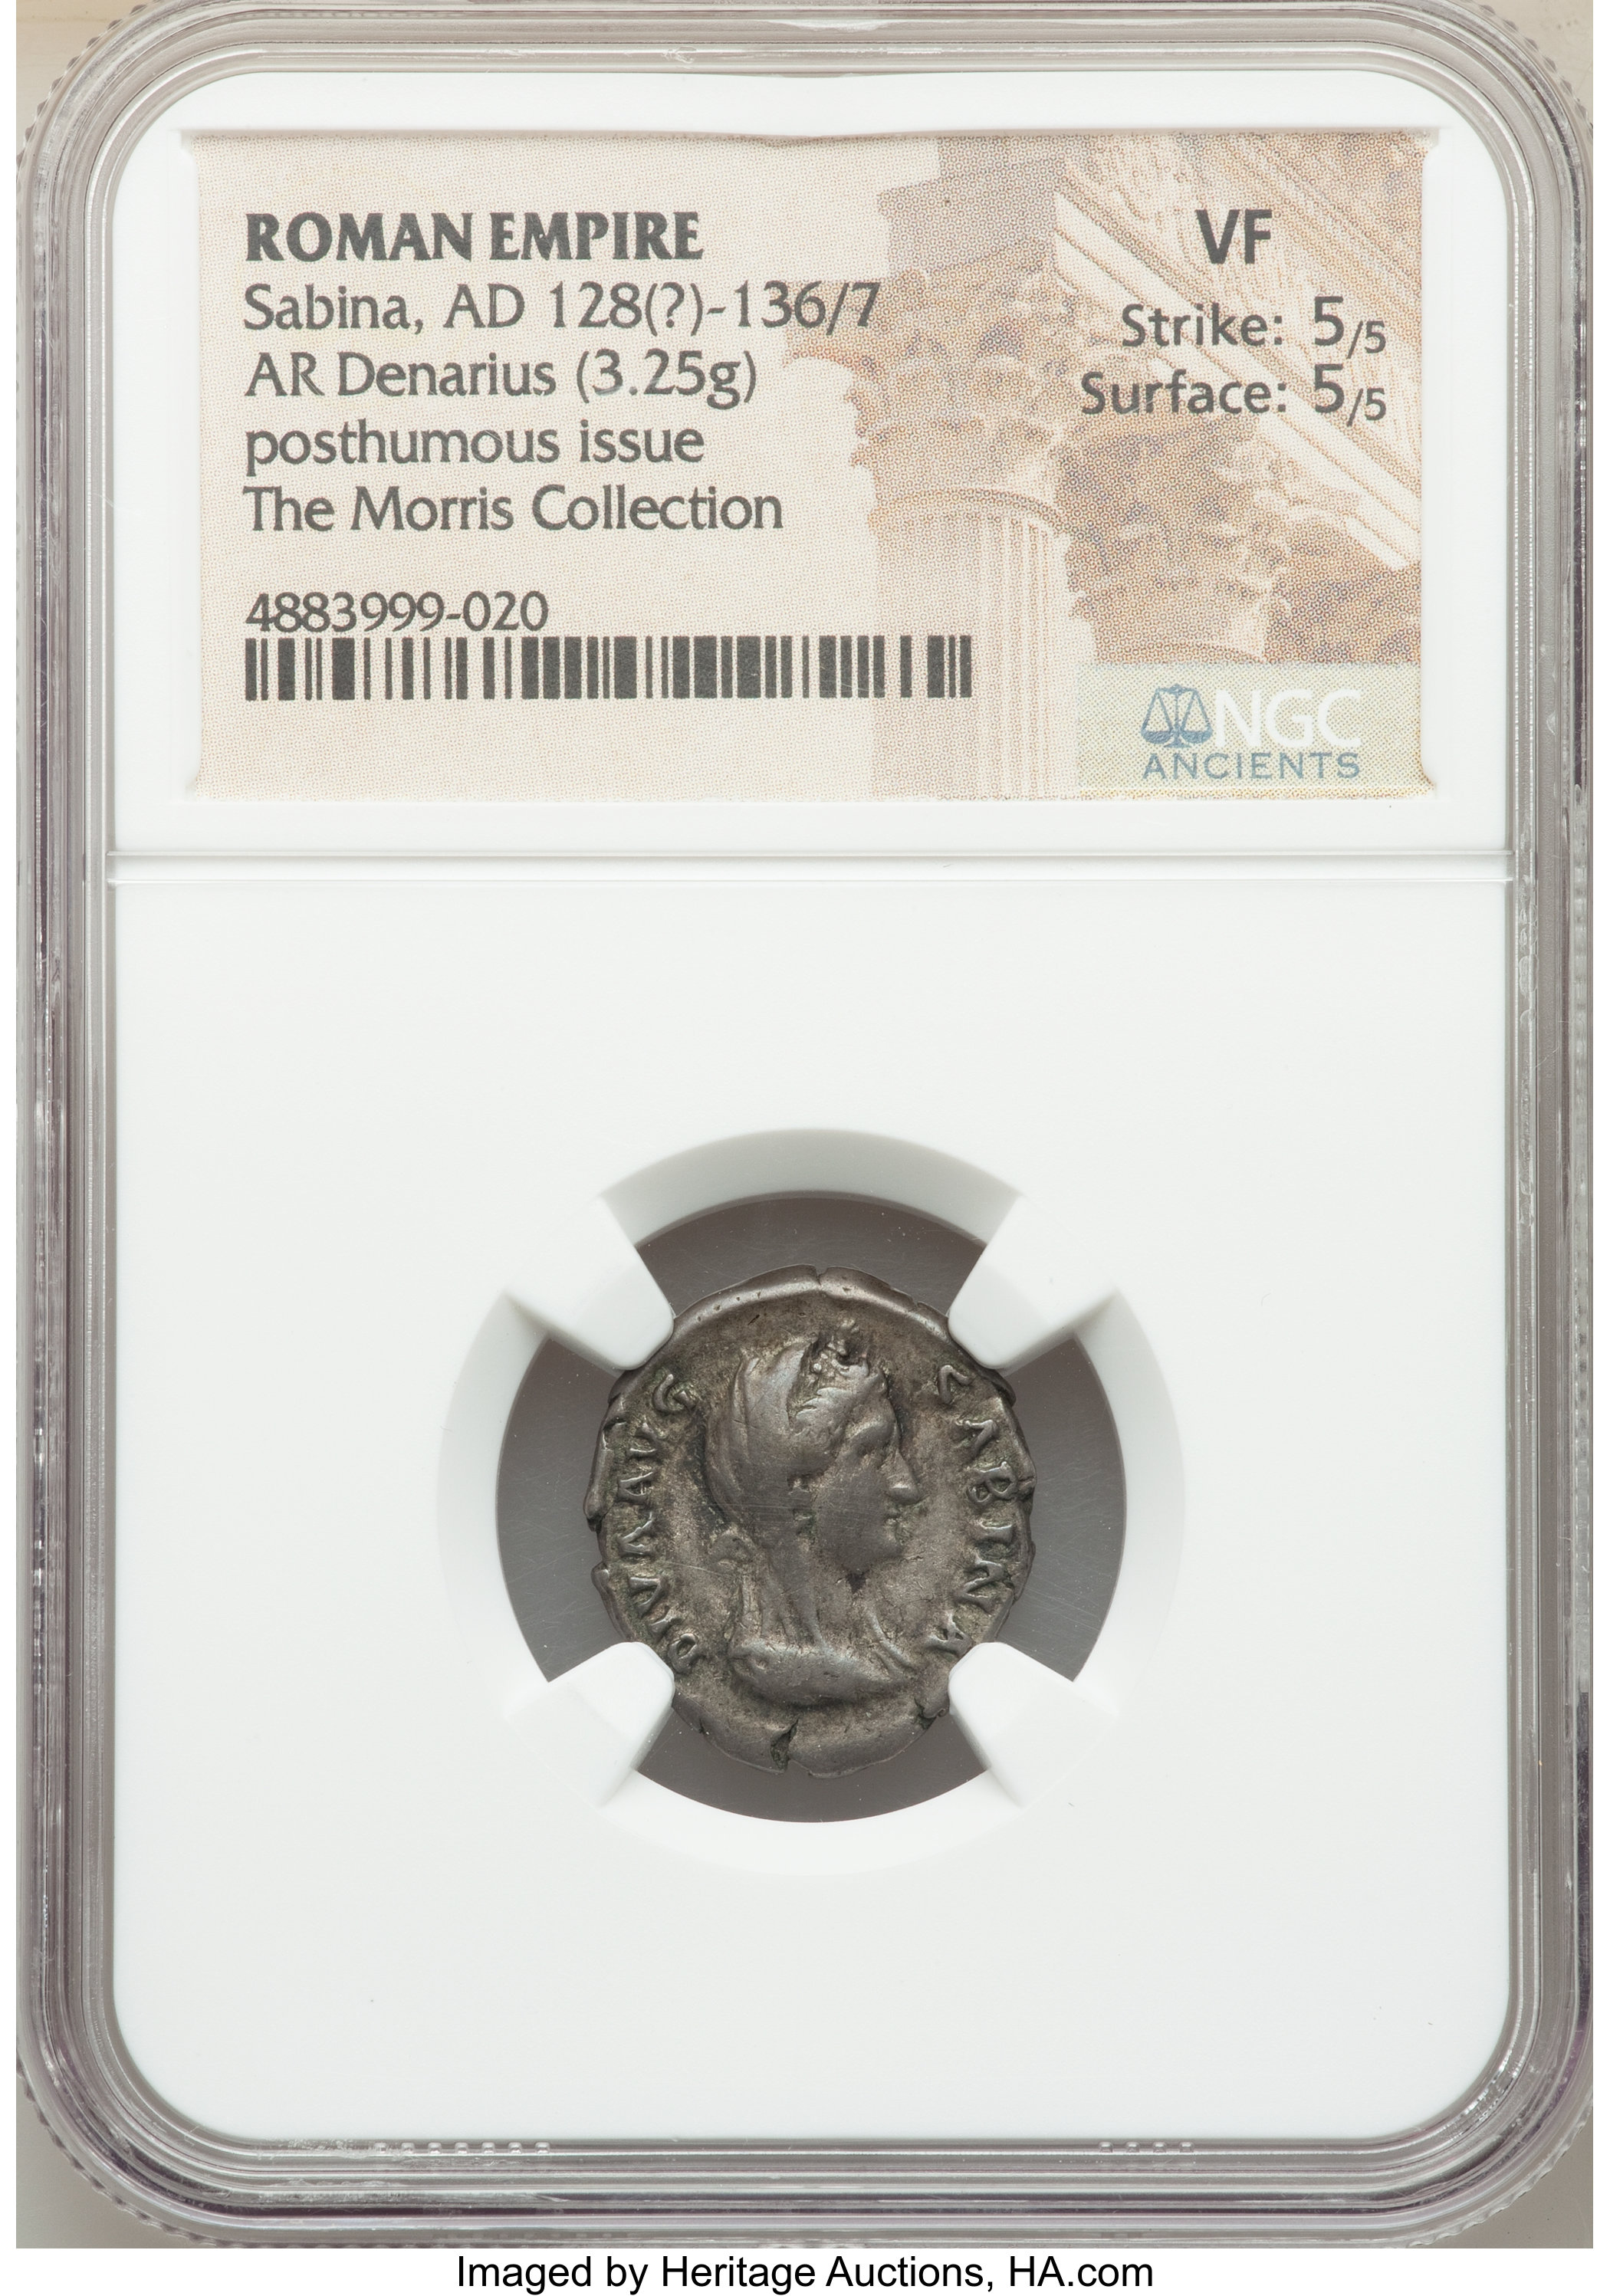 ROMAN EMPIRE
Sabina, AD 128(?)-136/7
AR Denarius (3.25g)
posthumous issue
The Morris Collection
4883999-020
VF
Strike: 5/5
Surface: 5/5
NGC
ANCIENTS
DIVA AVG
SABINA
Imaged by Heritage Auctions, HA.com